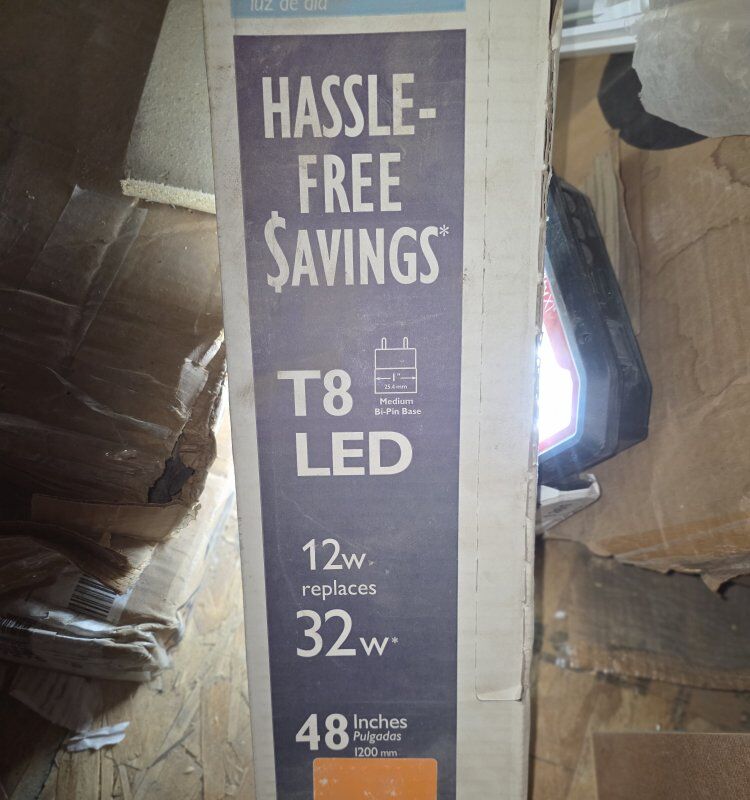 luz de día
HASSLE-
FREE
$AVINGS*
1"
25.4 mm
T8
Medium
Bi-Pin Base
LED
12w
replaces
32w*
48 Inches
Pulgadas
1200 mm